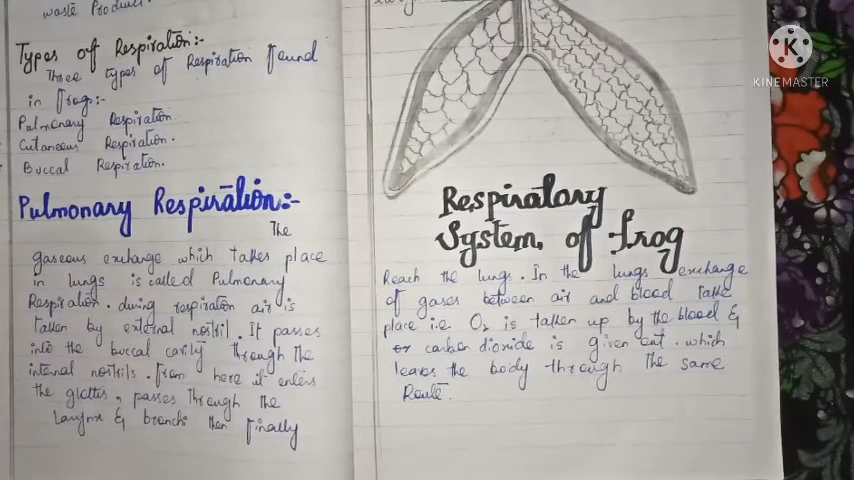 waste Product.
Types of Respiration:-
Three types of Respiration found
in frogs:-
Pulmonary Respiration
Cutaneous Respiration.
Buccal Respiration.
Pulmonary Respiration:-
The
gaseous exchange which takes place
in lungs is called Pulmonary
Respiration. during respiration air is
taken by external nostril. It passes
into the buccal cavity through the
internal nostrils. from here it enters
the glottis, passes through the
Larynx & bronchi then finally
Respiratory
System, of frog
Reach the lungs. In the lungs exchange
of gases between air and blood take
place i.e O₂ is taken up by the blood &
or carbon dioxide is given out. which
leaves the body through the same
Route.
K
KINEMASTER